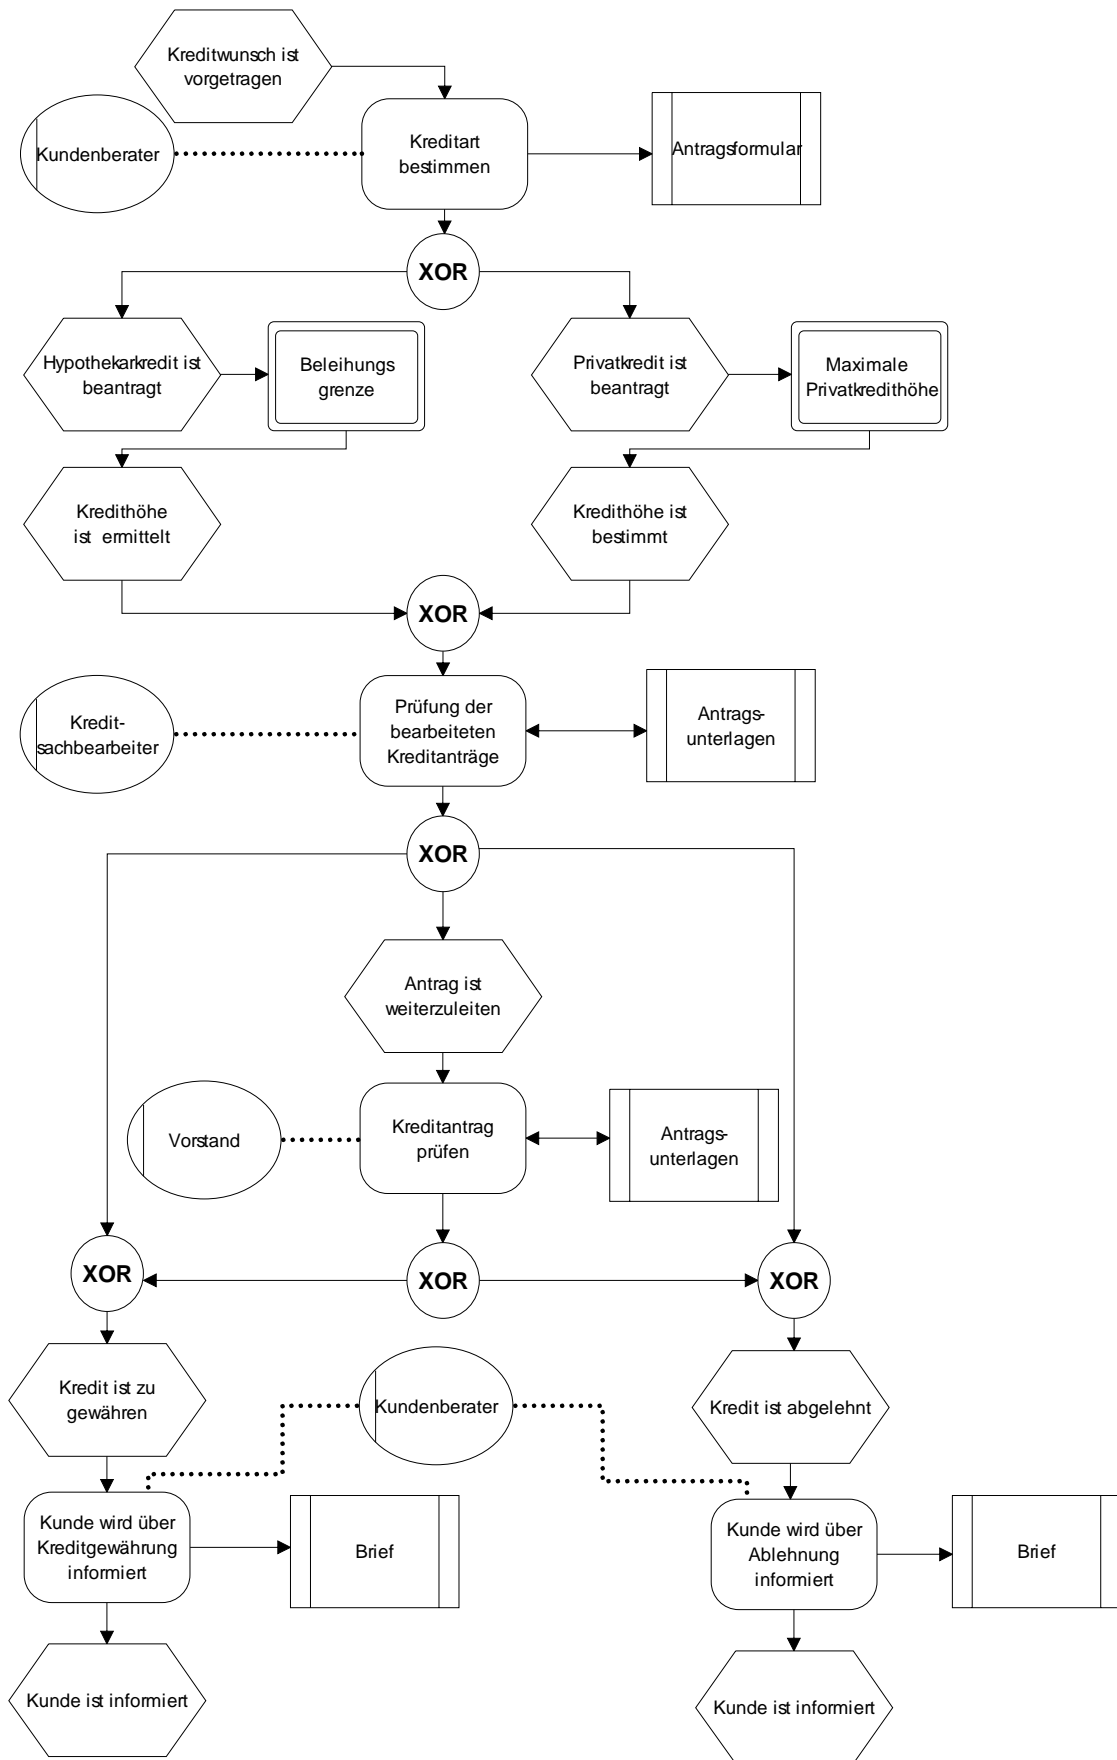 Kreditwunsch ist
vorgetragen
Kundenberater
Kreditart
bestimmen
Antragsformular
XOR
Hypothekarkredit ist
beantragt
Beleihungs
grenze
Privatkredit ist
beantragt
Maximale
Privatkredithöhe
Kredithöhe
ist ermittelt
Kredithöhe ist
bestimmt
XOR
Kredit-
sachbearbeiter
Prüfung der
bearbeiteten
Kreditanträge
Antrags-
unterlagen
XOR
Antrag ist
weiterzuleiten
Vorstand
Kreditantrag
prüfen
Antrags-
unterlagen
XOR
XOR
XOR
Kredit ist zu
gewähren
Kundenberater
Kredit ist abgelehnt
Kunde wird über
Kreditgewährung
informiert
Brief
Kunde wird über
Ablehnung
informiert
Brief
Kunde ist informiert
Kunde ist informiert